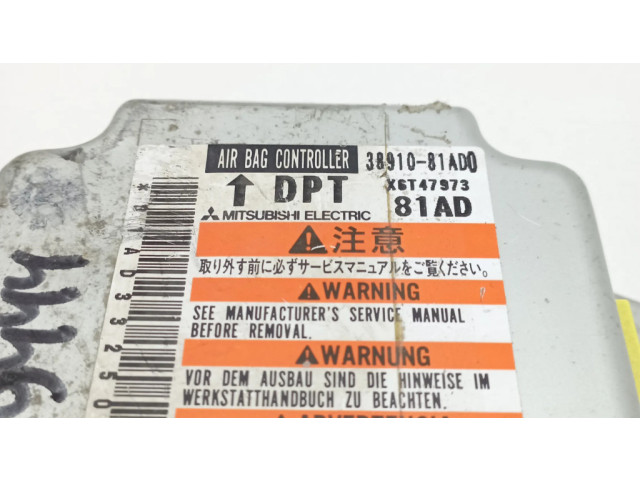 AIR BAG CONTROLLER 38910-81AD0
↑ DPT X6T47973
MITSUBISHI ELECTRIC 81AD
注意
取り外す前に必ずサービスマニュアルをご覧ください。
WARNING
SEE MANUFACTURER'S SERVICE MANUAL
BEFORE REMOVAL.
WARNUNG
VOR DEM AUSBAU SIND DIE HINWEISE IM
WERKSTATTHANDBUCH ZU BEACHTEN.